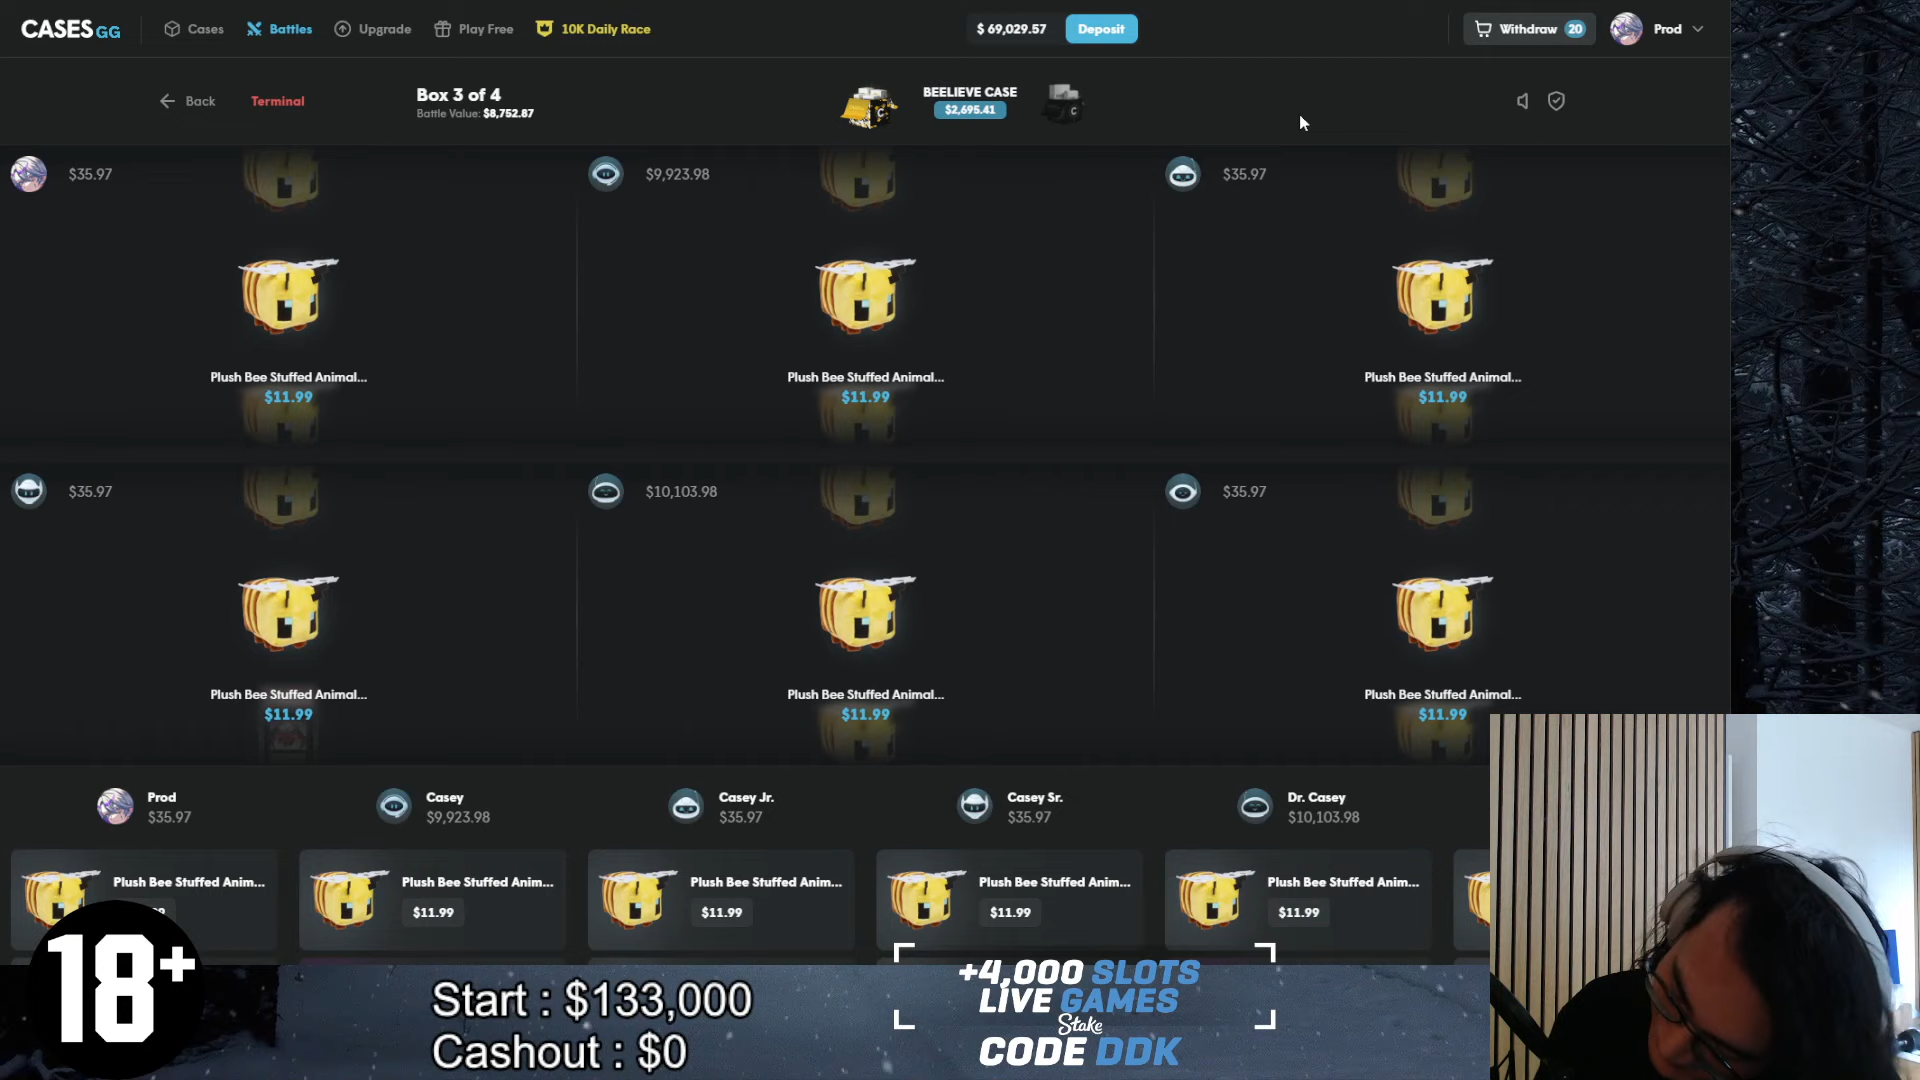 CASES GG
Cases
Battles
Upgrade
Play Free
10K Daily Race
$ 69,029.57
Deposit
Withdraw 20
Prod
Back
Terminal
Box 3 of 4
Battle Value: $8,752.87
BEELIEVE CASE
$2,695.41
$35.97
$9,923.98
$35.97
Plush Bee Stuffed Animal...
$11.99
Plush Bee Stuffed Animal...
$11.99
Plush Bee Stuffed Animal...
$11.99
$35.97
$10,103.98
$35.97
Plush Bee Stuffed Animal...
$11.99
Plush Bee Stuffed Animal...
$11.99
Plush Bee Stuffed Animal...
$11.99
Prod
$35.97
Casey
$9,923.98
Casey Jr.
$35.97
Casey Sr.
$35.97
Dr. Casey
$10,103.98
Plush Bee Stuffed Anim...
Plush Bee Stuffed Anim...
$11.99
Plush Bee Stuffed Anim...
$11.99
Plush Bee Stuffed Anim...
$11.99
Plush Bee Stuffed Anim...
$11.99
18+
Start : $133,000
Cashout : $0
+4,000 SLOTS
LIVE GAMES
Stake
CODE DDK